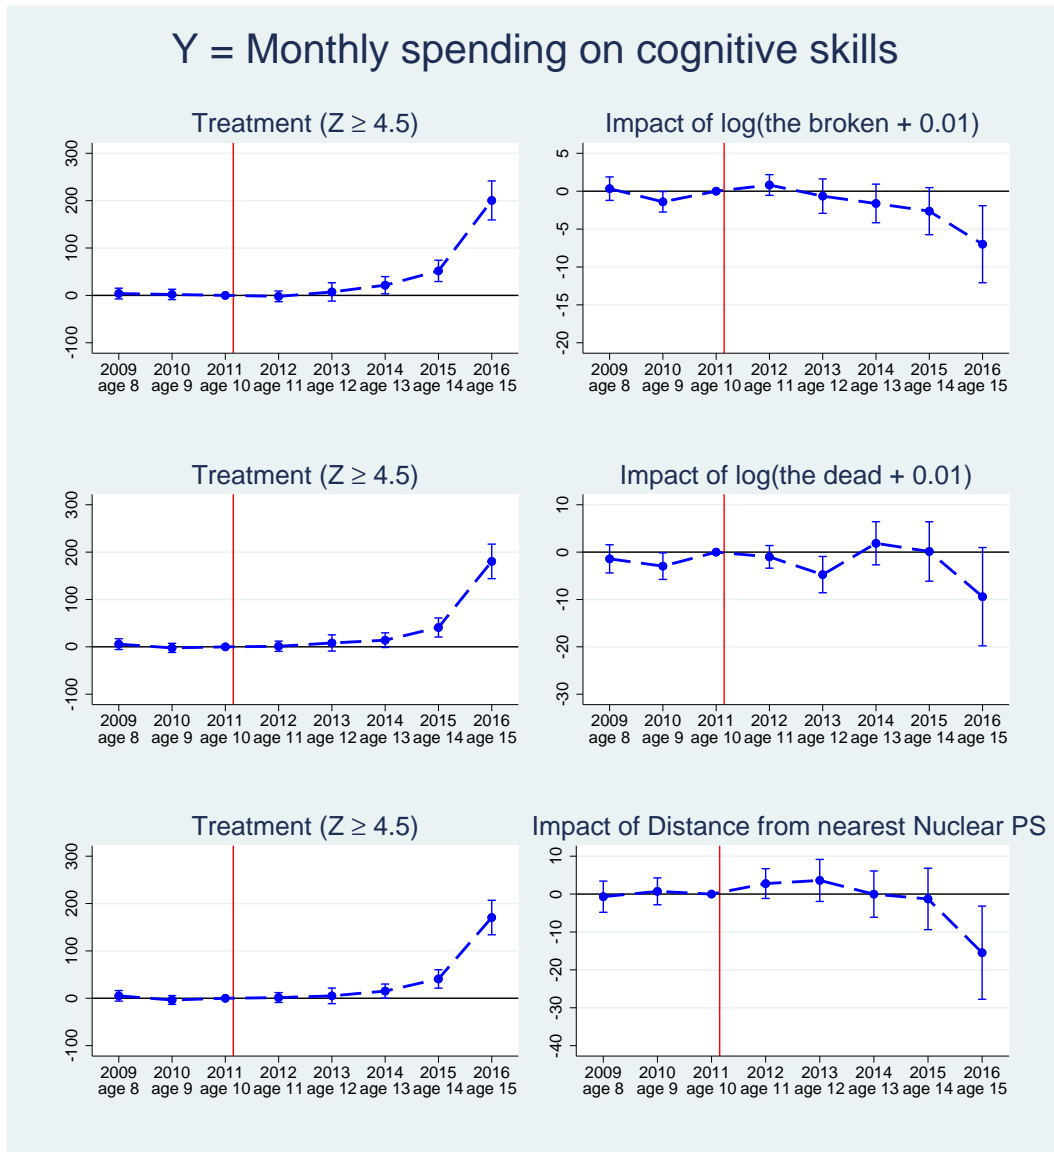 Y = Monthly spending on cognitive skills
Treatment (Z ≥ 4.5)
300
200
100
0
-100
2009 2010 2011 2012 2013 2014 2015 2016
age 8 age 9 age 10 age 11 age 12 age 13 age 14 age 15
Impact of log(the broken + 0.01)
5
0
-5
-10
-15
-20
2009 2010 2011 2012 2013 2014 2015 2016
age 8 age 9 age 10 age 11 age 12 age 13 age 14 age 15
Treatment (Z ≥ 4.5)
300
200
100
0
-100
2009 2010 2011 2012 2013 2014 2015 2016
age 8 age 9 age 10 age 11 age 12 age 13 age 14 age 15
Impact of log(the dead + 0.01)
10
0
-10
-20
-30
2009 2010 2011 2012 2013 2014 2015 2016
age 8 age 9 age 10 age 11 age 12 age 13 age 14 age 15
Treatment (Z ≥ 4.5)
300
200
100
0
-100
2009 2010 2011 2012 2013 2014 2015 2016
age 8 age 9 age 10 age 11 age 12 age 13 age 14 age 15
Impact of Distance from nearest Nuclear PS
10
0
-10
-20
-30
-40
2009 2010 2011 2012 2013 2014 2015 2016
age 8 age 9 age 10 age 11 age 12 age 13 age 14 age 15